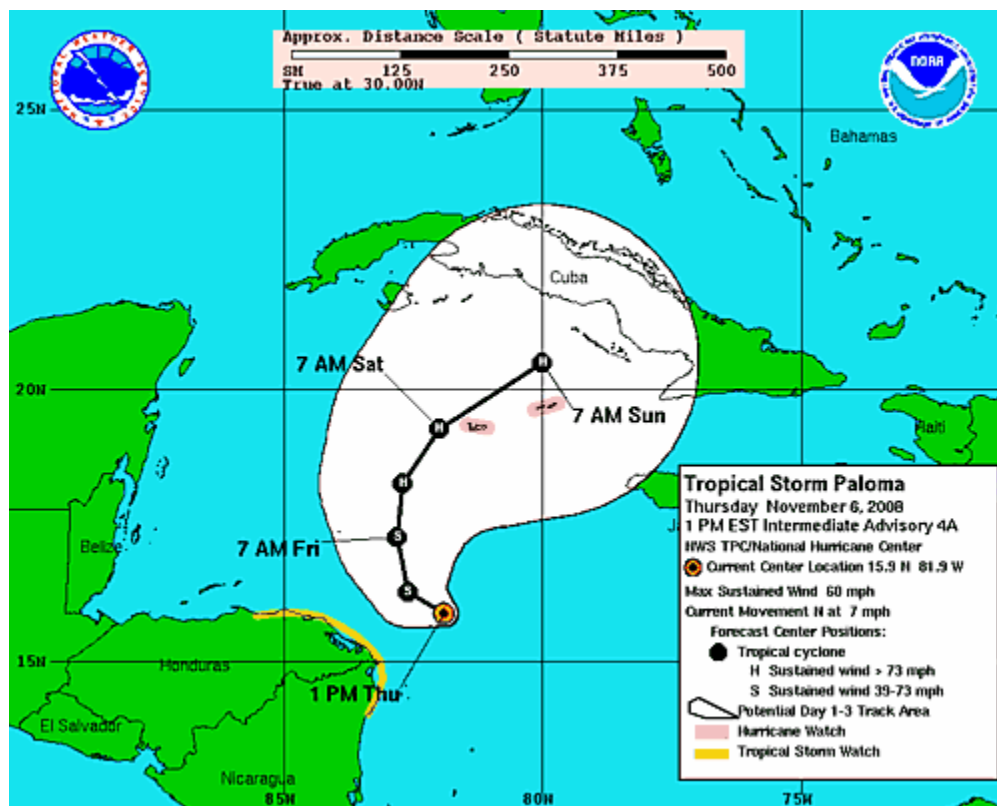 Approx. Distance Scale ( Statute Miles )
SM 125 250 375 500
True at 30.00N
NOAA
25N
Bahamas
Cuba
7 AM Sat
20N
7 AM Sun
Haiti
Tropical Storm Paloma
Thursday November 6, 2008
1 PM EST Intermediate Advisory 4A
NWS TPC/National Hurricane Center
Current Center Location 15.9 N 81.9 W
Max Sustained Wind 60 mph
Current Movement N at 7 mph
Forecast Center Positions:
Tropical cyclone
H Sustained wind > 73 mph
S Sustained wind 39-73 mph
Potential Day 1-3 Track Area
Hurricane Watch
Tropical Storm Watch
Ja
7 AM Fri
Belize
H
H
H
S
S
Honduras
15N
1 PM Thu
El Salvador
Nicaragua
85W 80N 75W